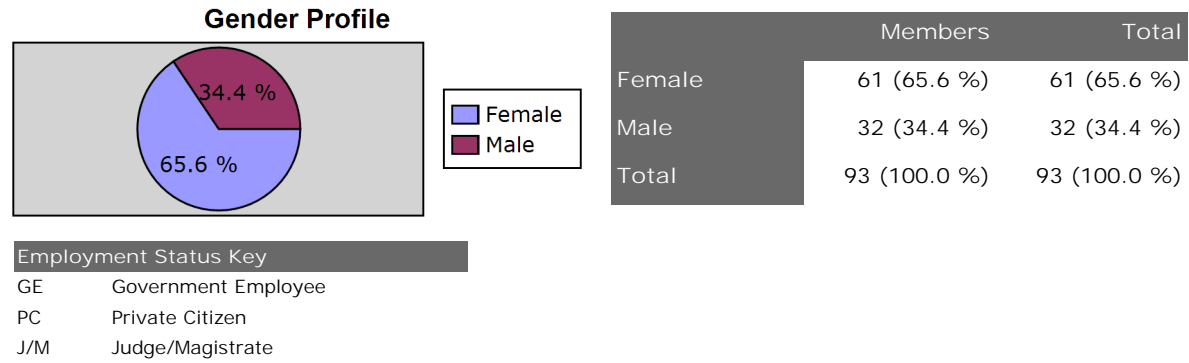 Gender Profile
34.4 %
65.6 %
Female
Male
Members Total
Female 61 (65.6 %) 61 (65.6 %)
Male 32 (34.4 %) 32 (34.4 %)
Total 93 (100.0 %) 93 (100.0 %)
Employment Status Key
GE Government Employee
PC Private Citizen
J/M Judge/Magistrate